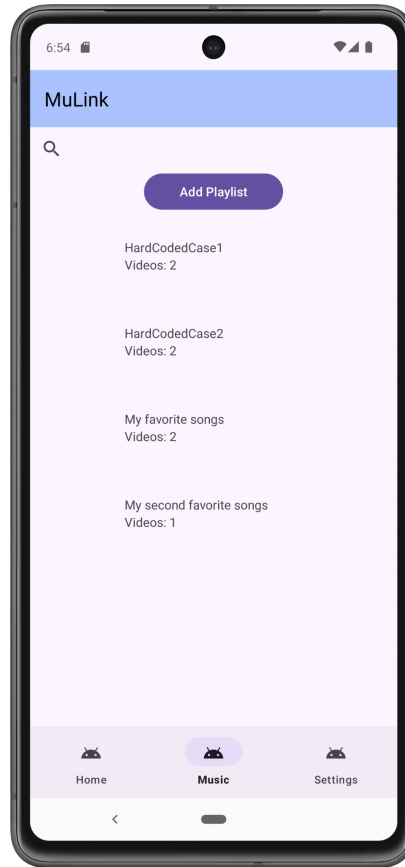 6:54
MuLink
Add Playlist
HardCodedCase1
Videos: 2
HardCodedCase2
Videos: 2
My favorite songs
Videos: 2
My second favorite songs
Videos: 1
Home Music Settings